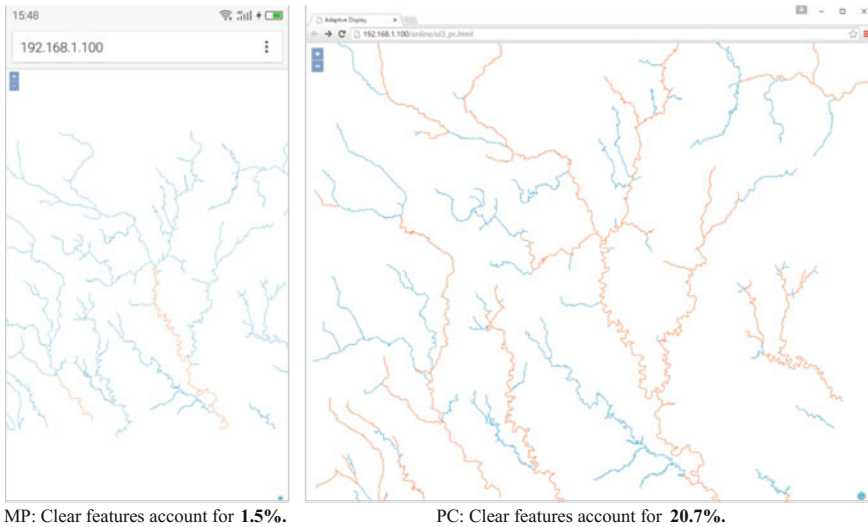 15:48
192.168.1.100
Adaptive Display
192.168.1.100/online/ol3_pc.html
MP: Clear features account for 1.5%.
PC: Clear features account for 20.7%.